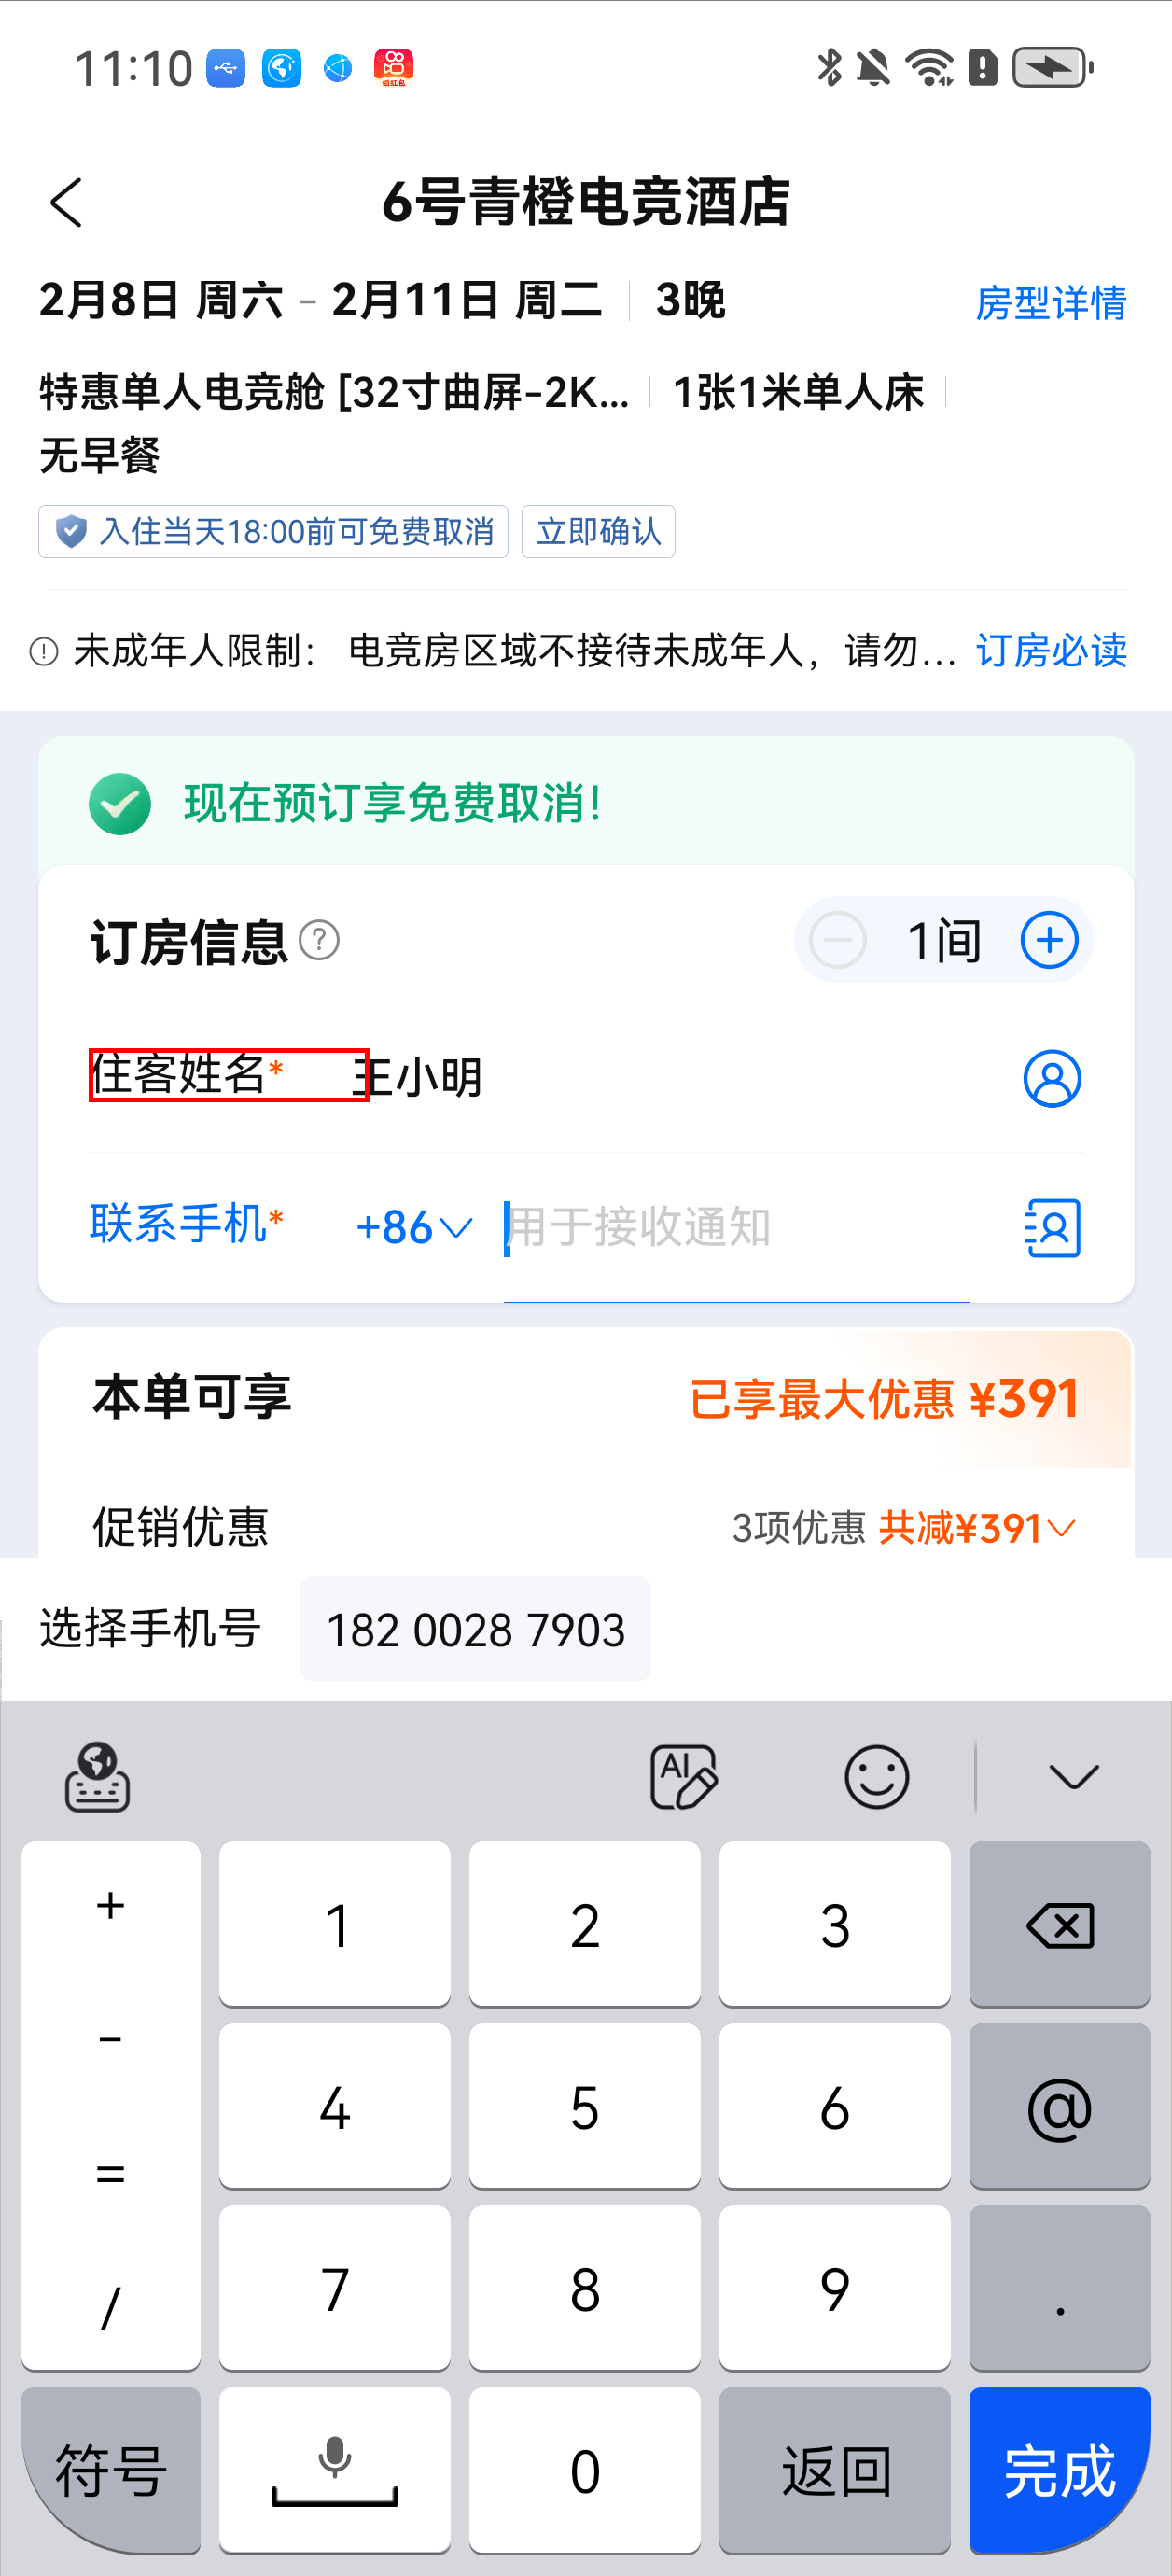 11:10
领红包
6号青橙电竞酒店
2月8日 周六 - 2月11日 周二 3晚 房型详情
特惠单人电竞舱 [32寸曲屏-2K... 1张1米单人床
无早餐
入住当天18:00前可免费取消 立即确认
未成年人限制： 电竞房区域不接待未成年人，请勿... 订房必读
现在预订享免费取消！
订房信息 ? 1间
住客姓名* 王小明
联系手机* +86 用于接收通知
本单可享 已享最大优惠 ¥391
促销优惠 3项优惠 共减¥391
选择手机号 182 0028 7903
AI
+ 1 2 3
- 4 5 6 @
= 7 8 9 .
/
符号 0 返回 完成